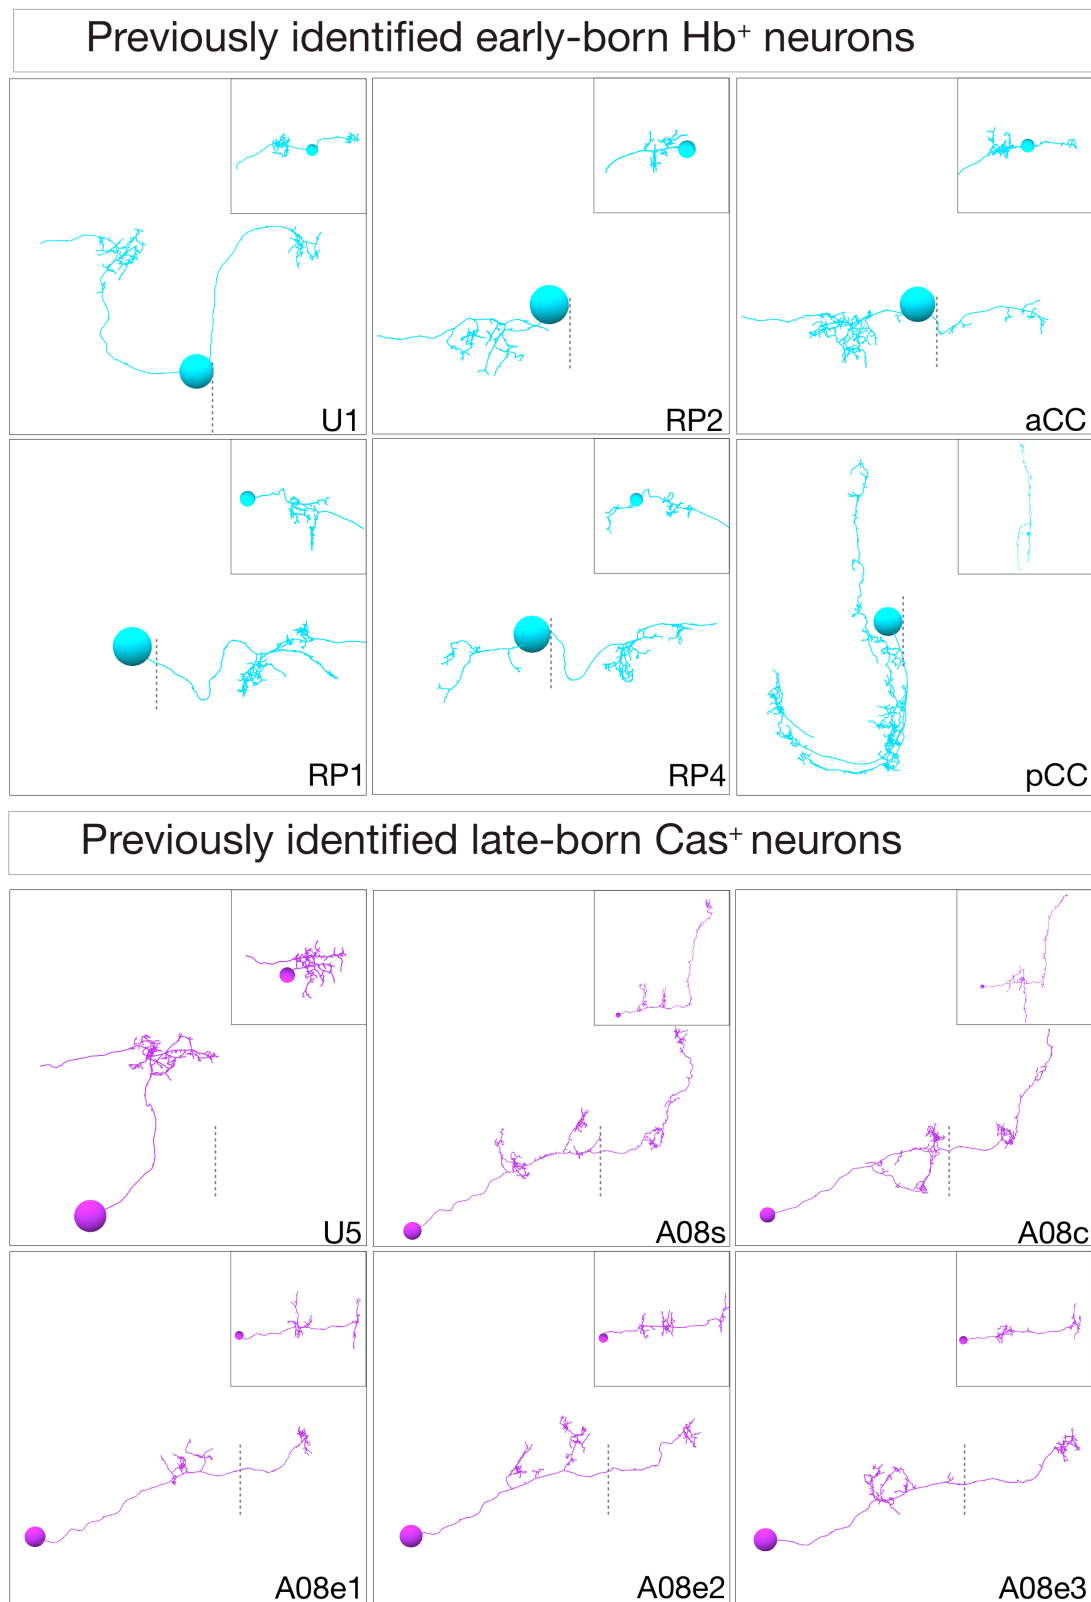 Previously identified early-born Hb⁺ neurons
U1
RP2
aCC
RP1
RP4
pCC
Previously identified late-born Cas⁺ neurons
U5
A08s
A08c
A08e1
A08e2
A08e3